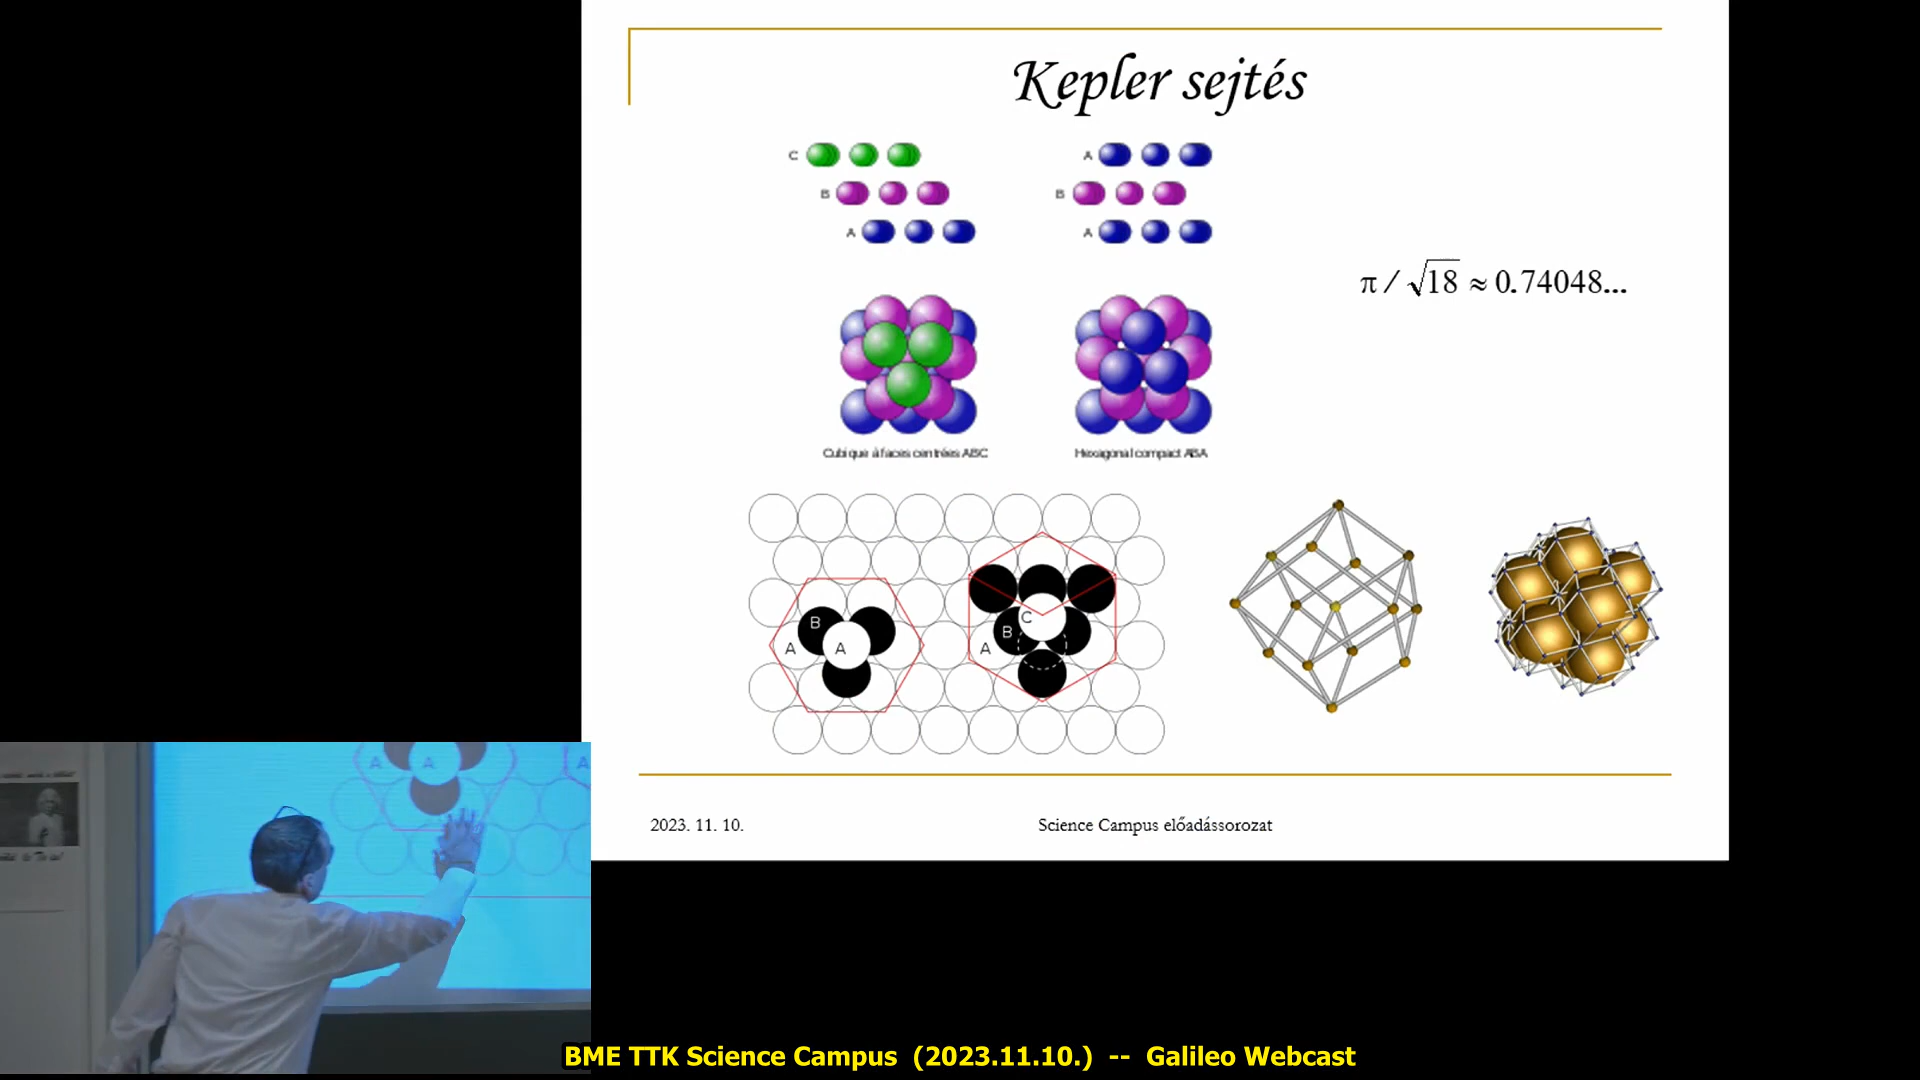 Kepler sejtés
C
B
A
A
B
A
π / √18 ≈ 0.74048...
Cubique à faces centrées ABC
Hexagonal compact ABA
B
A
A
C
B
A
2023. 11. 10.
Science Campus előadássorozat
A
A
A
BME TTK Science Campus (2023.11.10.) -- Galileo Webcast